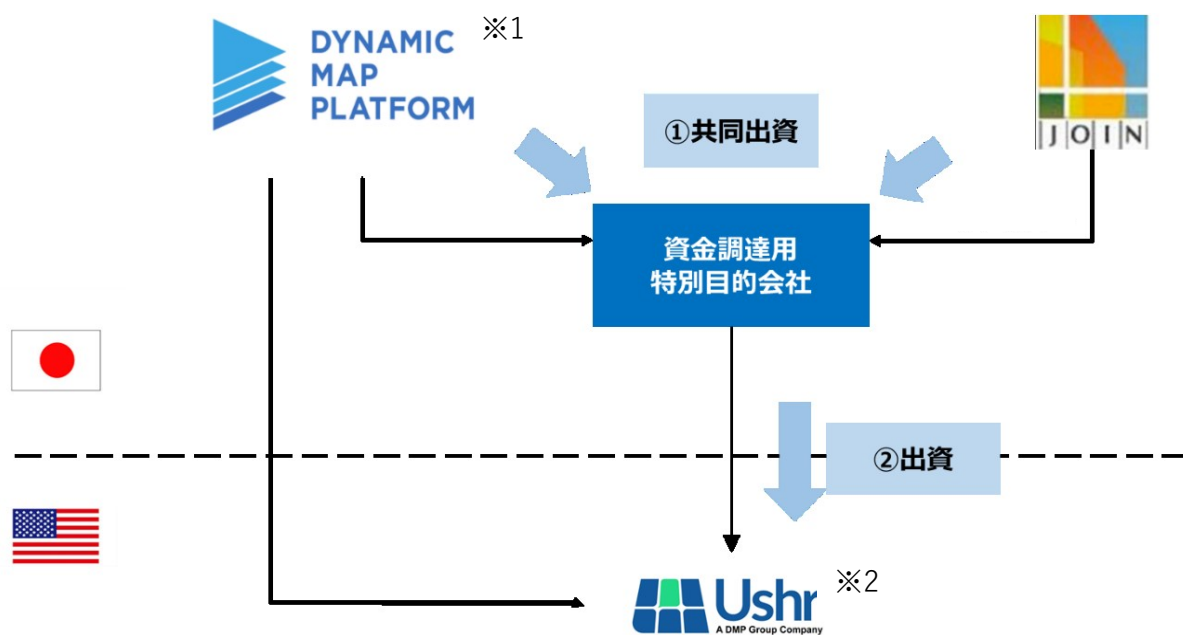 DYNAMIC
MAP
PLATFORM
※1
①共同出資
JOIN
資金調達用
特別目的会社
②出資
Ushr
A DMP Group Company
※2